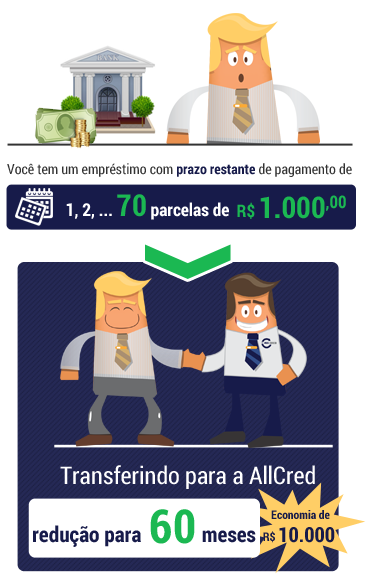 Você tem um empréstimo com prazo restante de pagamento de
1, 2, ... 70 parcelas de R$ 1.000,00
Transferindo para a AllCred
redução para 60 meses
Economia de
R$ 10.000